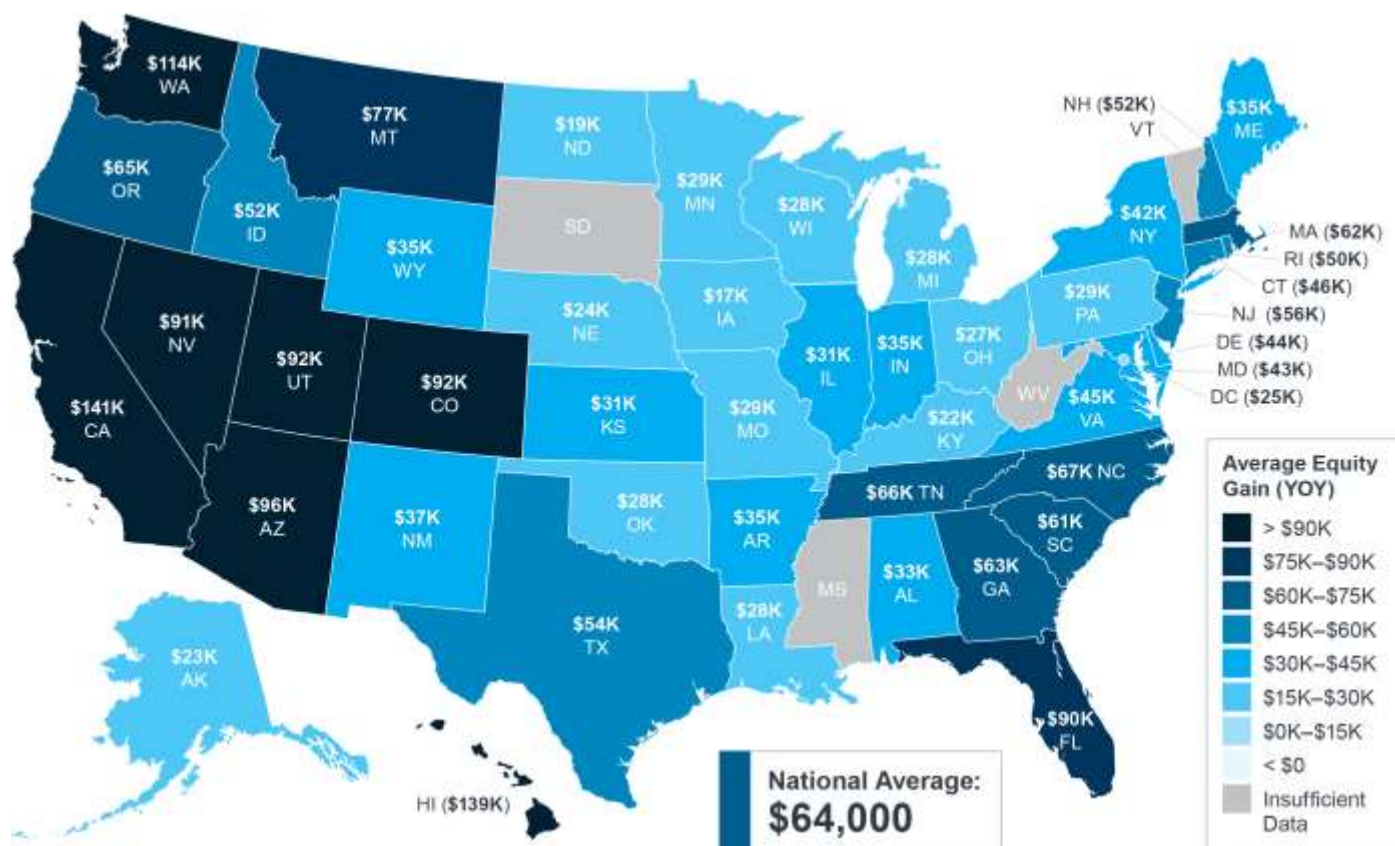 $114K
WA
$77K
MT
$19K
ND
NH ($52K)
VT
$35K
ME
$65K
OR
$52K
ID
$29K
MN
$28K
WI
$42K
NY
SD
$35K
WY
$28K
MI
MA ($62K)
RI ($50K)
CT ($46K)
$17K
IA
$29K
PA
NJ ($56K)
$24K
NE
$91K
NV
$92K
UT
$92K
CO
$31K
IL
$35K
IN
$27K
OH
DE ($44K)
MD ($43K)
DC ($25K)
WV
$45K
VA
$141K
CA
$31K
KS
$29K
MO
$22K
KY
$67K NC
$66K TN
$96K
AZ
$37K
NM
$28K
OK
$35K
AR
$61K
SC
MS
$33K
AL
$63K
GA
$54K
TX
$28K
LA
$23K
AK
$90K
FL
HI ($139K)
National Average:
$64,000
Average Equity
Gain (YOY)
> $90K
$75K–$90K
$60K–$75K
$45K–$60K
$30K–$45K
$15K–$30K
$0K–$15K
< $0
Insufficient
Data